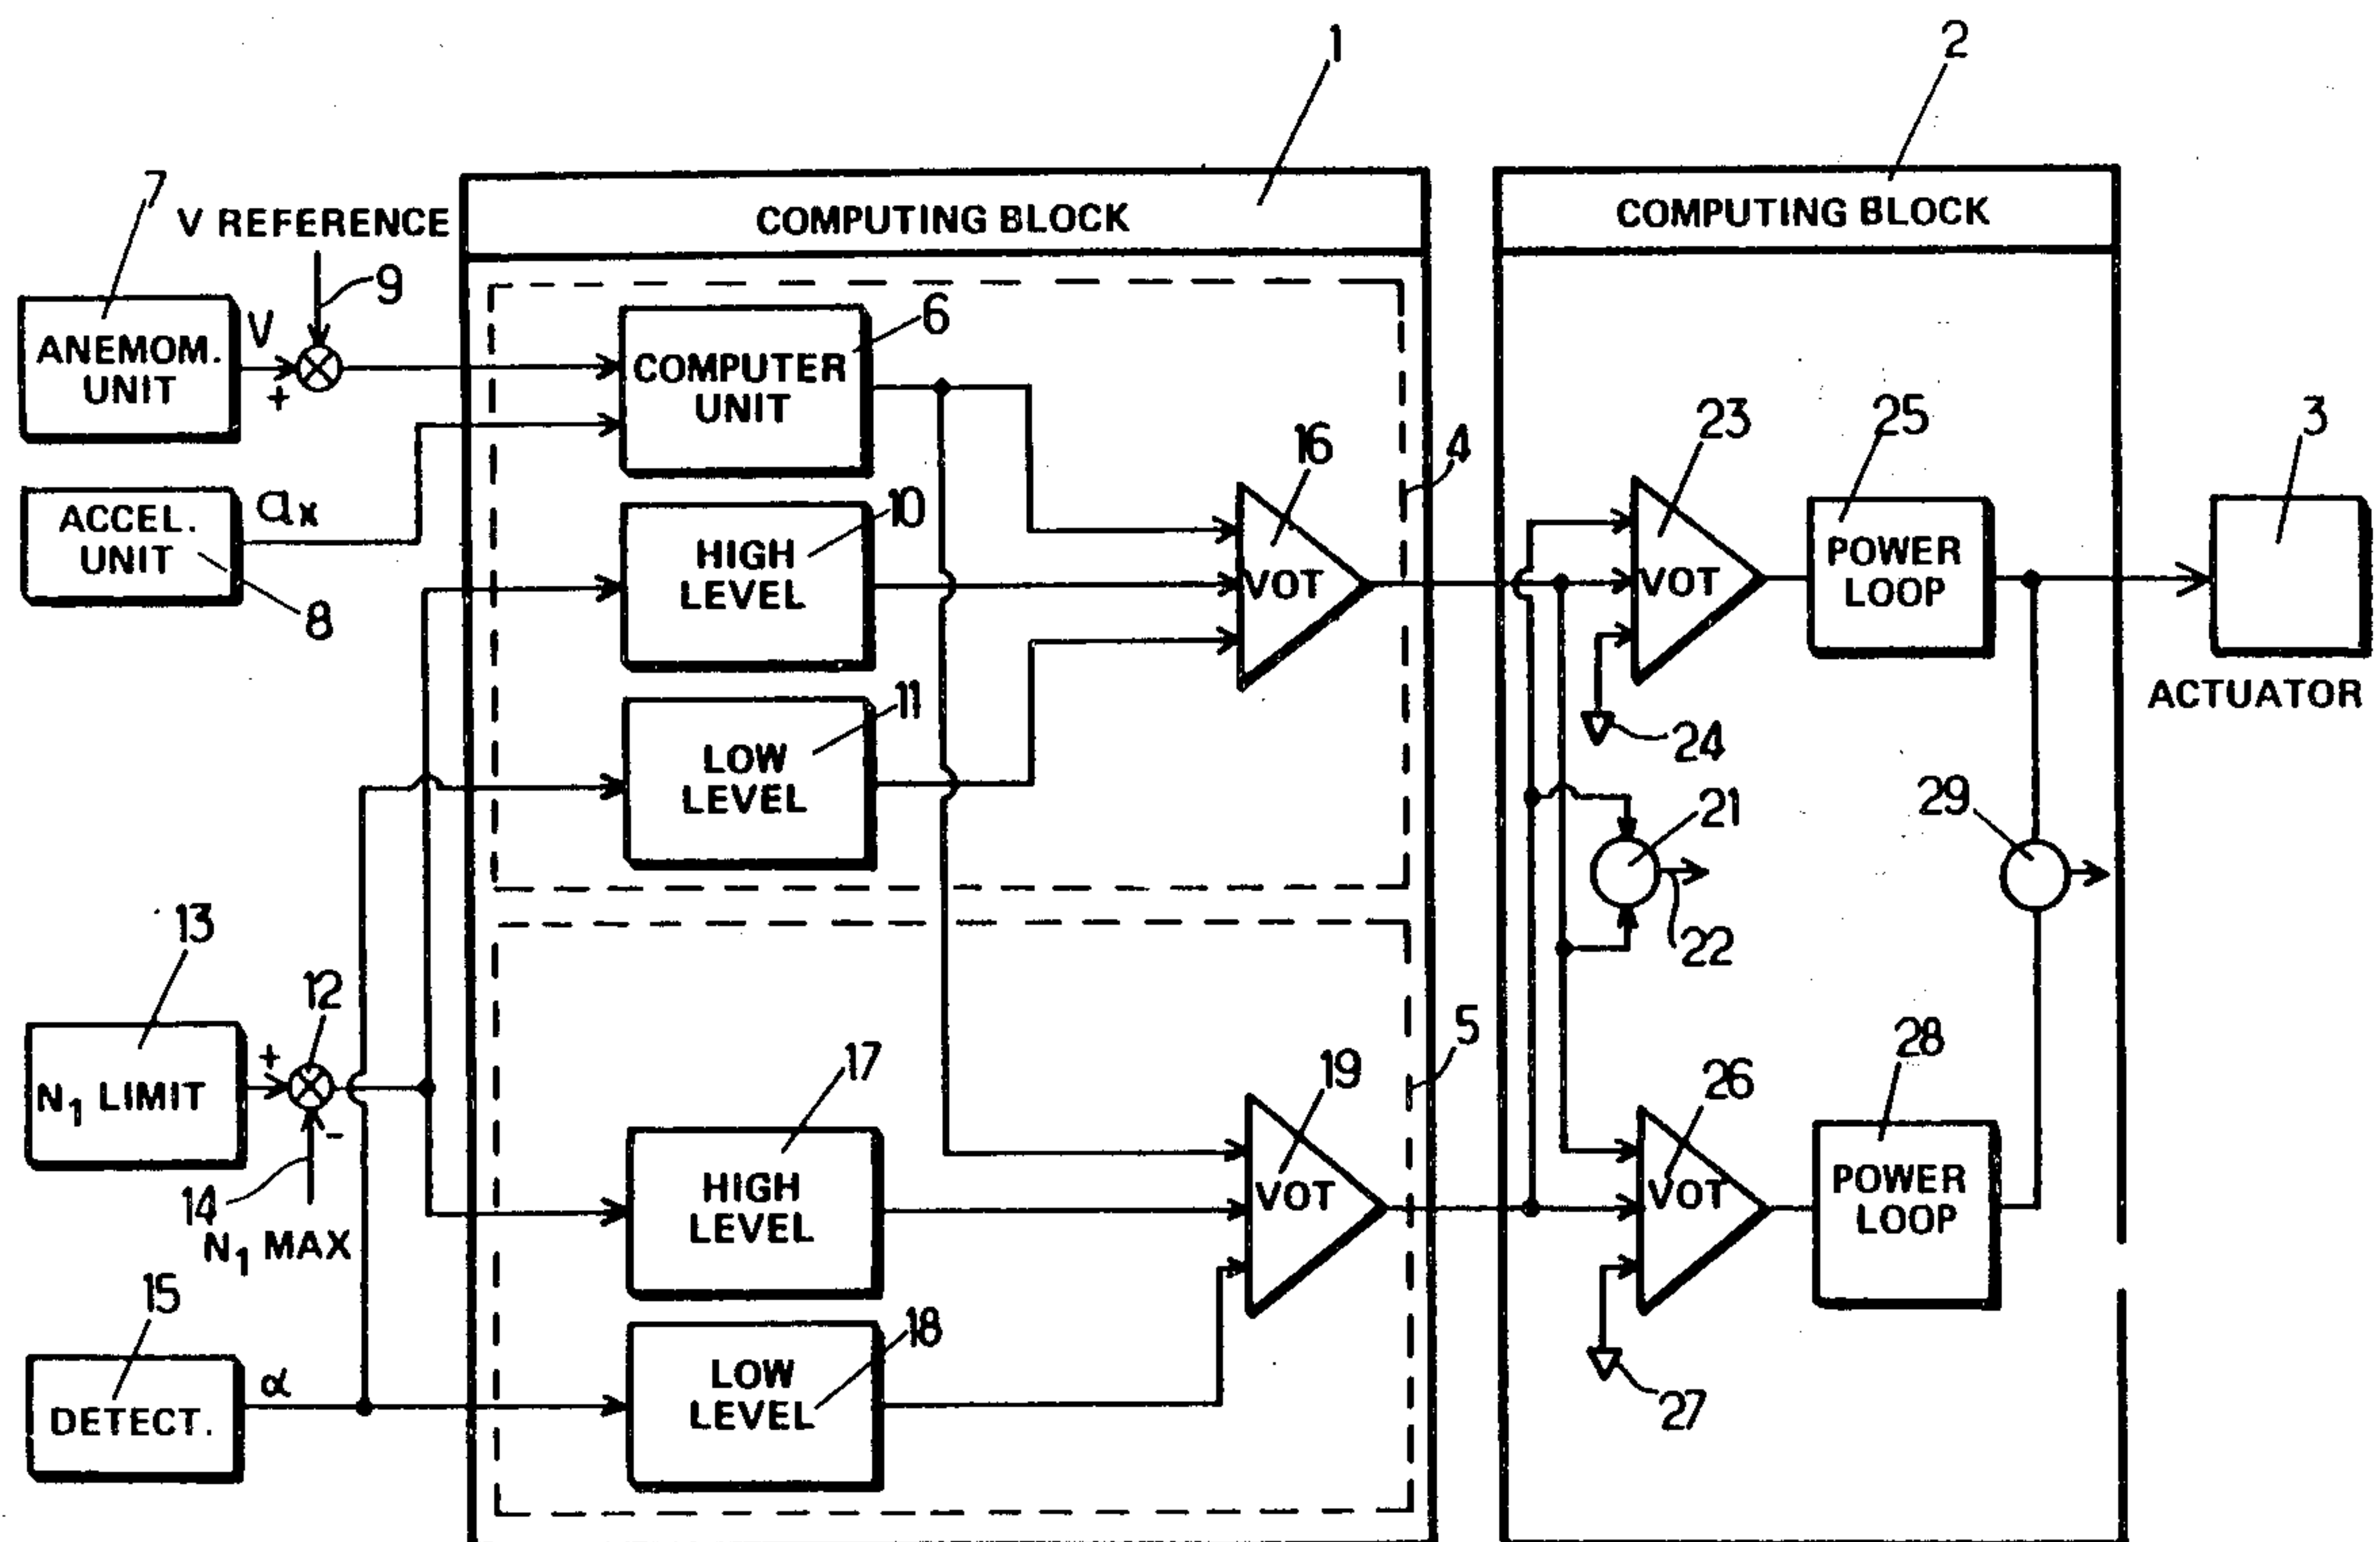 1
2
7
V REFERENCE
COMPUTING BLOCK
COMPUTING BLOCK
9
6
ANEMOM.
UNIT
V
+
COMPUTER
UNIT
16
4
23
25
3
ACCEL.
UNIT
ax
10
HIGH
LEVEL
VOT
VOT
POWER
LOOP
8
11
LOW
LEVEL
24
ACTUATOR
21
29
22
13
12
5
N1 LIMIT
+
-
17
19
26
28
14
N1 MAX
HIGH
LEVEL
VOT
VOT
POWER
LOOP
15
α
DETECT.
18
LOW
LEVEL
27